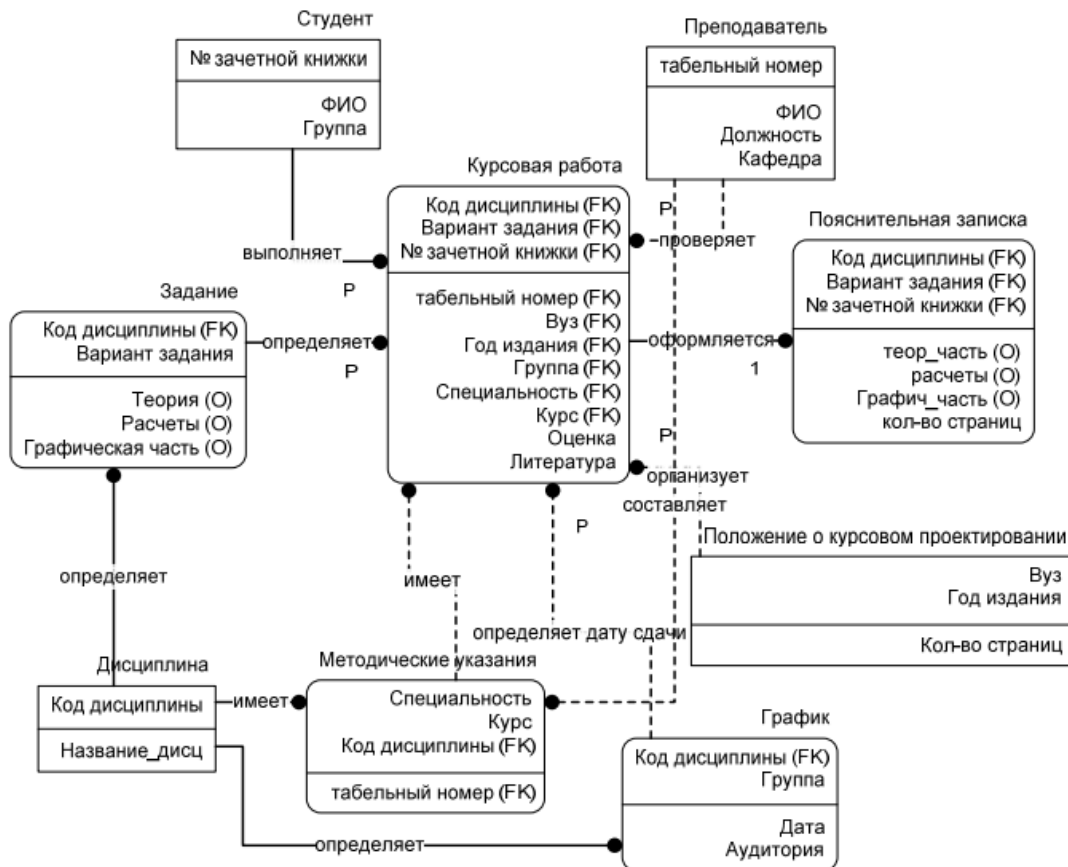 Студент
№ зачетной книжки
ФИО
Группа
Преподаватель
табельный номер
ФИО
Должность
Кафедра
Курсовая работа
Код дисциплины (FK)
Вариант задания (FK)
№ зачетной книжки (FK)
табельный номер (FK)
Вуз (FK)
Год издания (FK)
Группа (FK)
Специальность (FK)
Курс (FK)
Оценка
Литература
P
проверяет
Пояснительная записка
Код дисциплины (FK)
Вариант задания (FK)
№ зачетной книжки (FK)
теор_часть (O)
расчеты (O)
Графич_часть (O)
кол-во страниц
выполняет
P
Задание
Код дисциплины (FK)
Вариант задания
Теория (O)
Расчеты (O)
Графическая часть (O)
определяет
P
оформляется
1
P
организует
составляет
P
Положение о курсовом проектировании
Вуз
Год издания
Кол-во страниц
определяет
имеет
определяет дату сдачи
Дисциплина
Код дисциплины
Название_дисц
имеет
Методические указания
Специальность
Курс
Код дисциплины (FK)
табельный номер (FK)
График
Код дисциплины (FK)
Группа
Дата
Аудитория
определяет